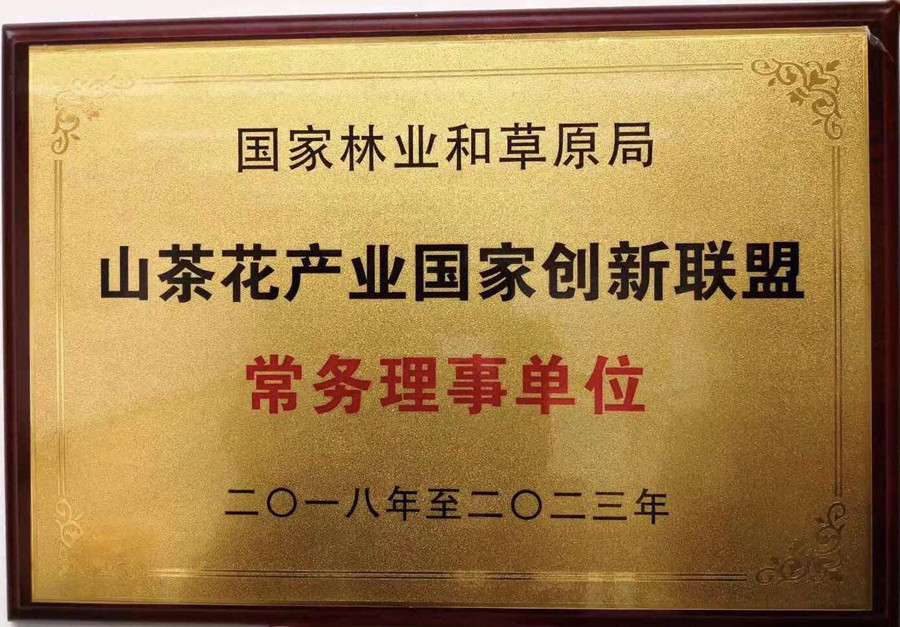 国家林业和草原局
山茶花产业国家创新联盟
常务理事单位
二〇一八年至二〇二三年